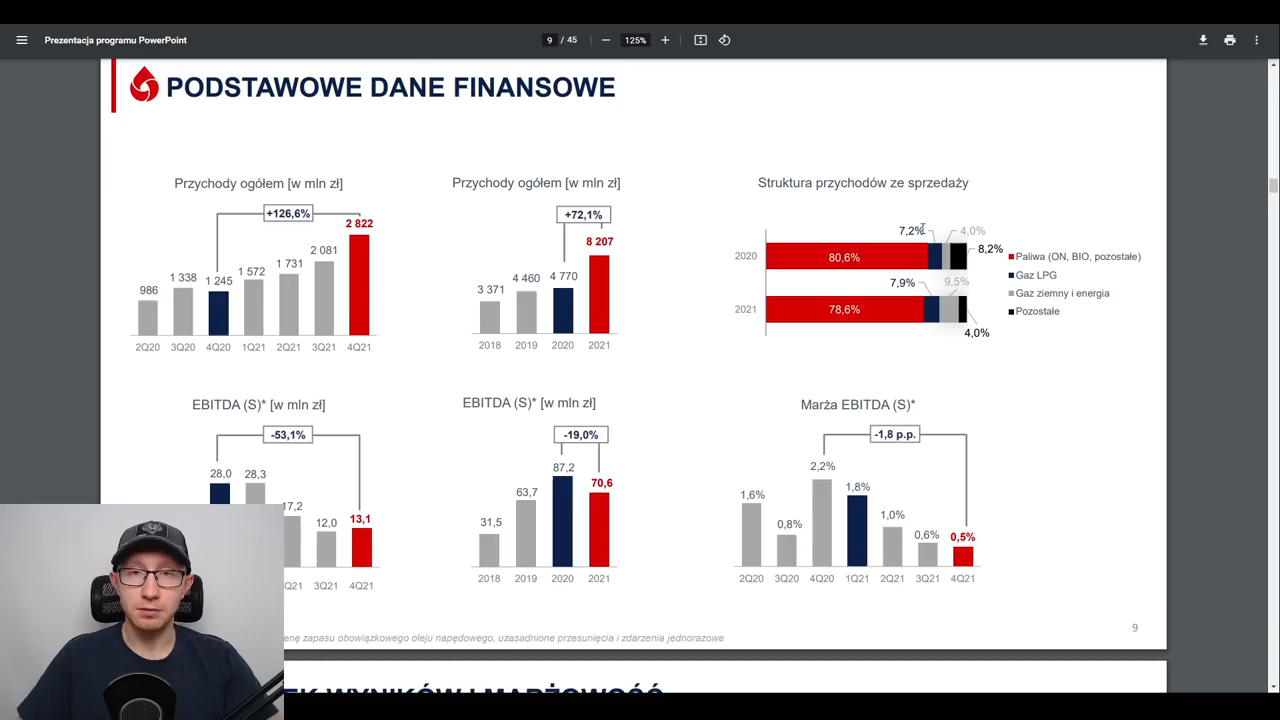 Prezentacja programu PowerPoint
9 / 45
125%
PODSTAWOWE DANE FINANSOWE
Przychody ogółem [w mln zł]
+126,6%
986
1 338
1 245
1 572
1 731
2 081
2 822
2Q20 3Q20 4Q20 1Q21 2Q21 3Q21 4Q21
Przychody ogółem [w mln zł]
+72,1%
3 371
4 460
4 770
8 207
2018 2019 2020 2021
Struktura przychodów ze sprzedaży
7,2%
4,0%
2020
80,6%
8,2%
7,9%
9,5%
2021
78,6%
4,0%
Paliwa (ON, BIO, pozostałe)
Gaz LPG
Gaz ziemny i energia
Pozostałe
EBITDA (S)* [w mln zł]
-53,1%
28,0
28,3
17,2
12,0
13,1
2Q21 3Q21 4Q21
EBITDA (S)* [w mln zł]
-19,0%
31,5
63,7
87,2
70,6
2018 2019 2020 2021
Marża EBITDA (S)*
-1,8 p.p.
1,6%
0,8%
2,2%
1,8%
1,0%
0,6%
0,5%
2Q20 3Q20 4Q20 1Q21 2Q21 3Q21 4Q21
zapasu obowiązkowego oleju napędowego, uzasadnione przesunięcia i zdarzenia jednorazowe
9
WYNIKÓW I MARŻOWOŚĆ